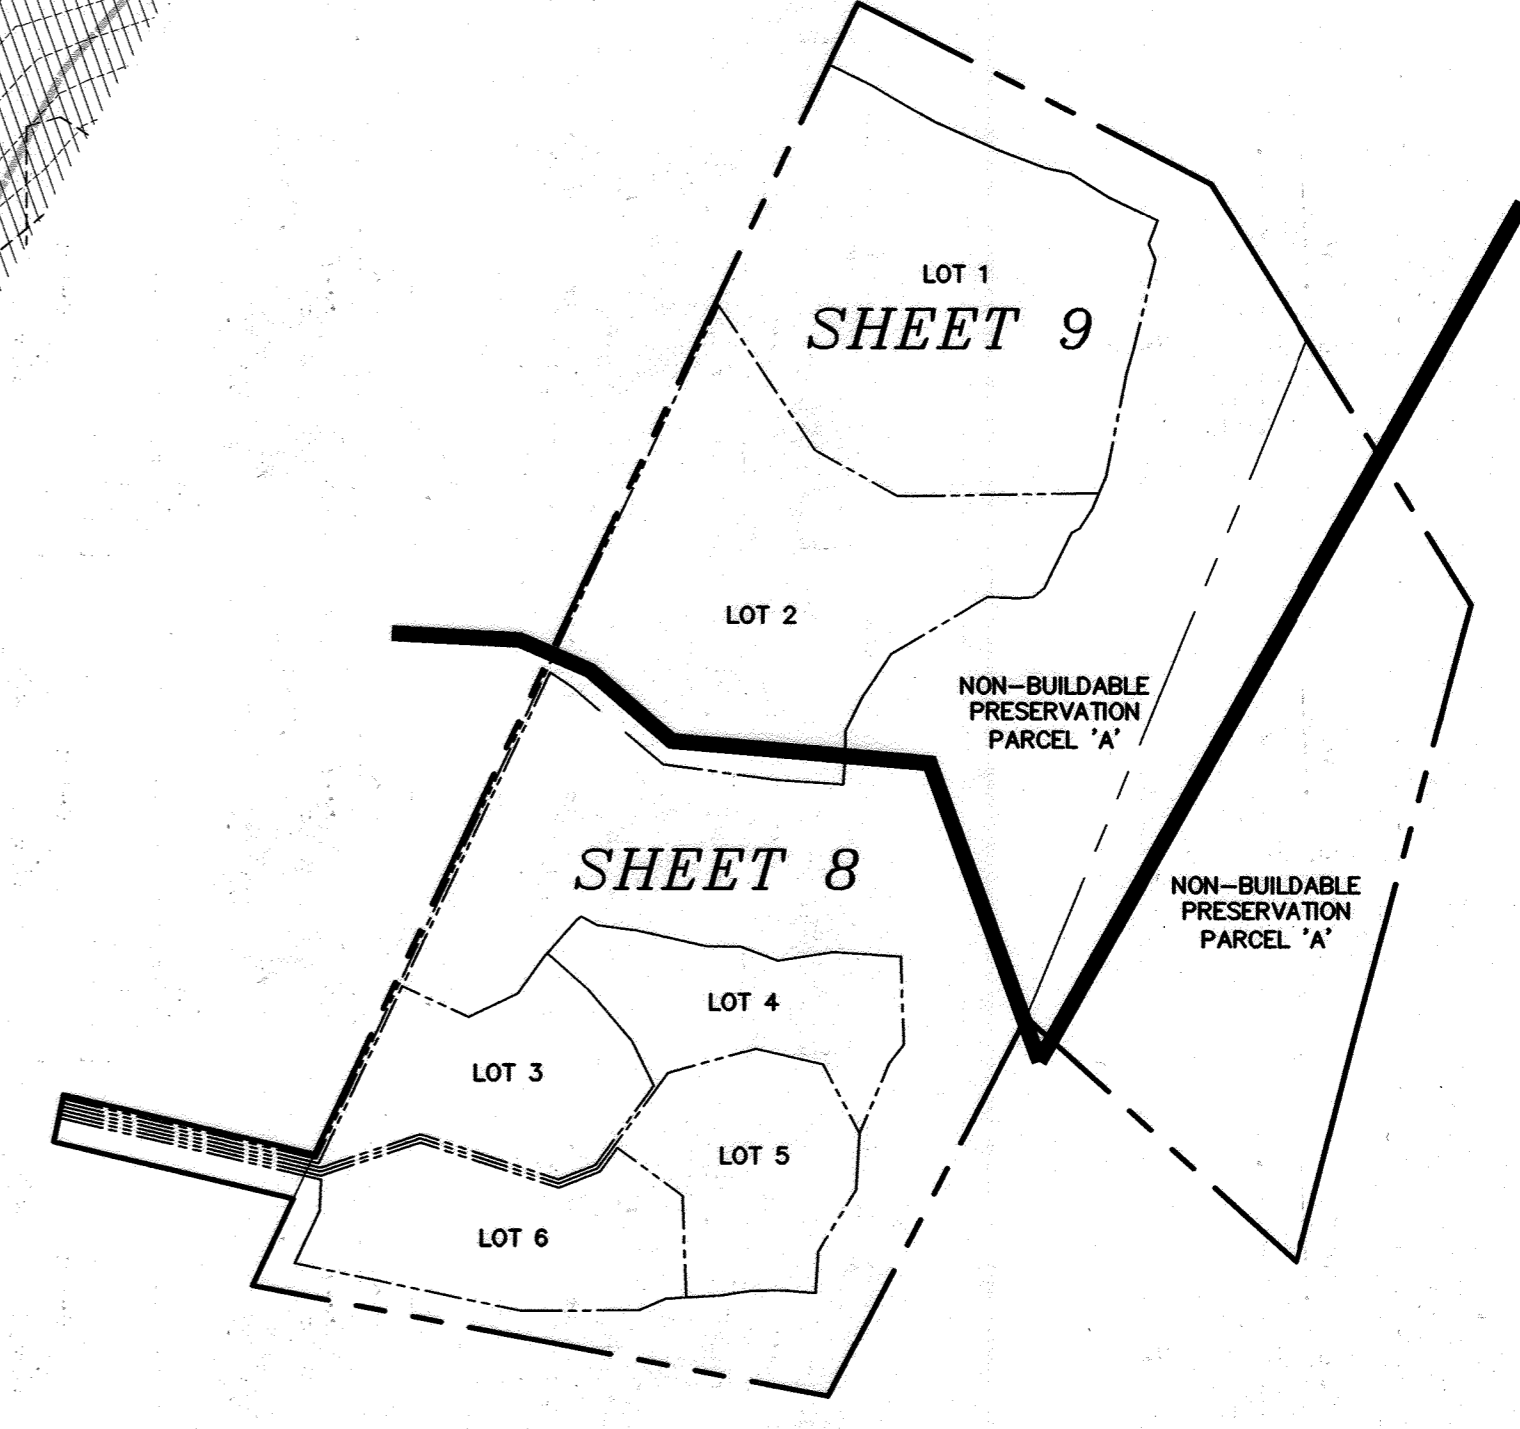 LOT 1
SHEET 9
LOT 2
NON-BUILDABLE
PRESERVATION
PARCEL 'A'
SHEET 8
NON-BUILDABLE
PRESERVATION
PARCEL 'A'
LOT 4
LOT 3
LOT 5
LOT 6